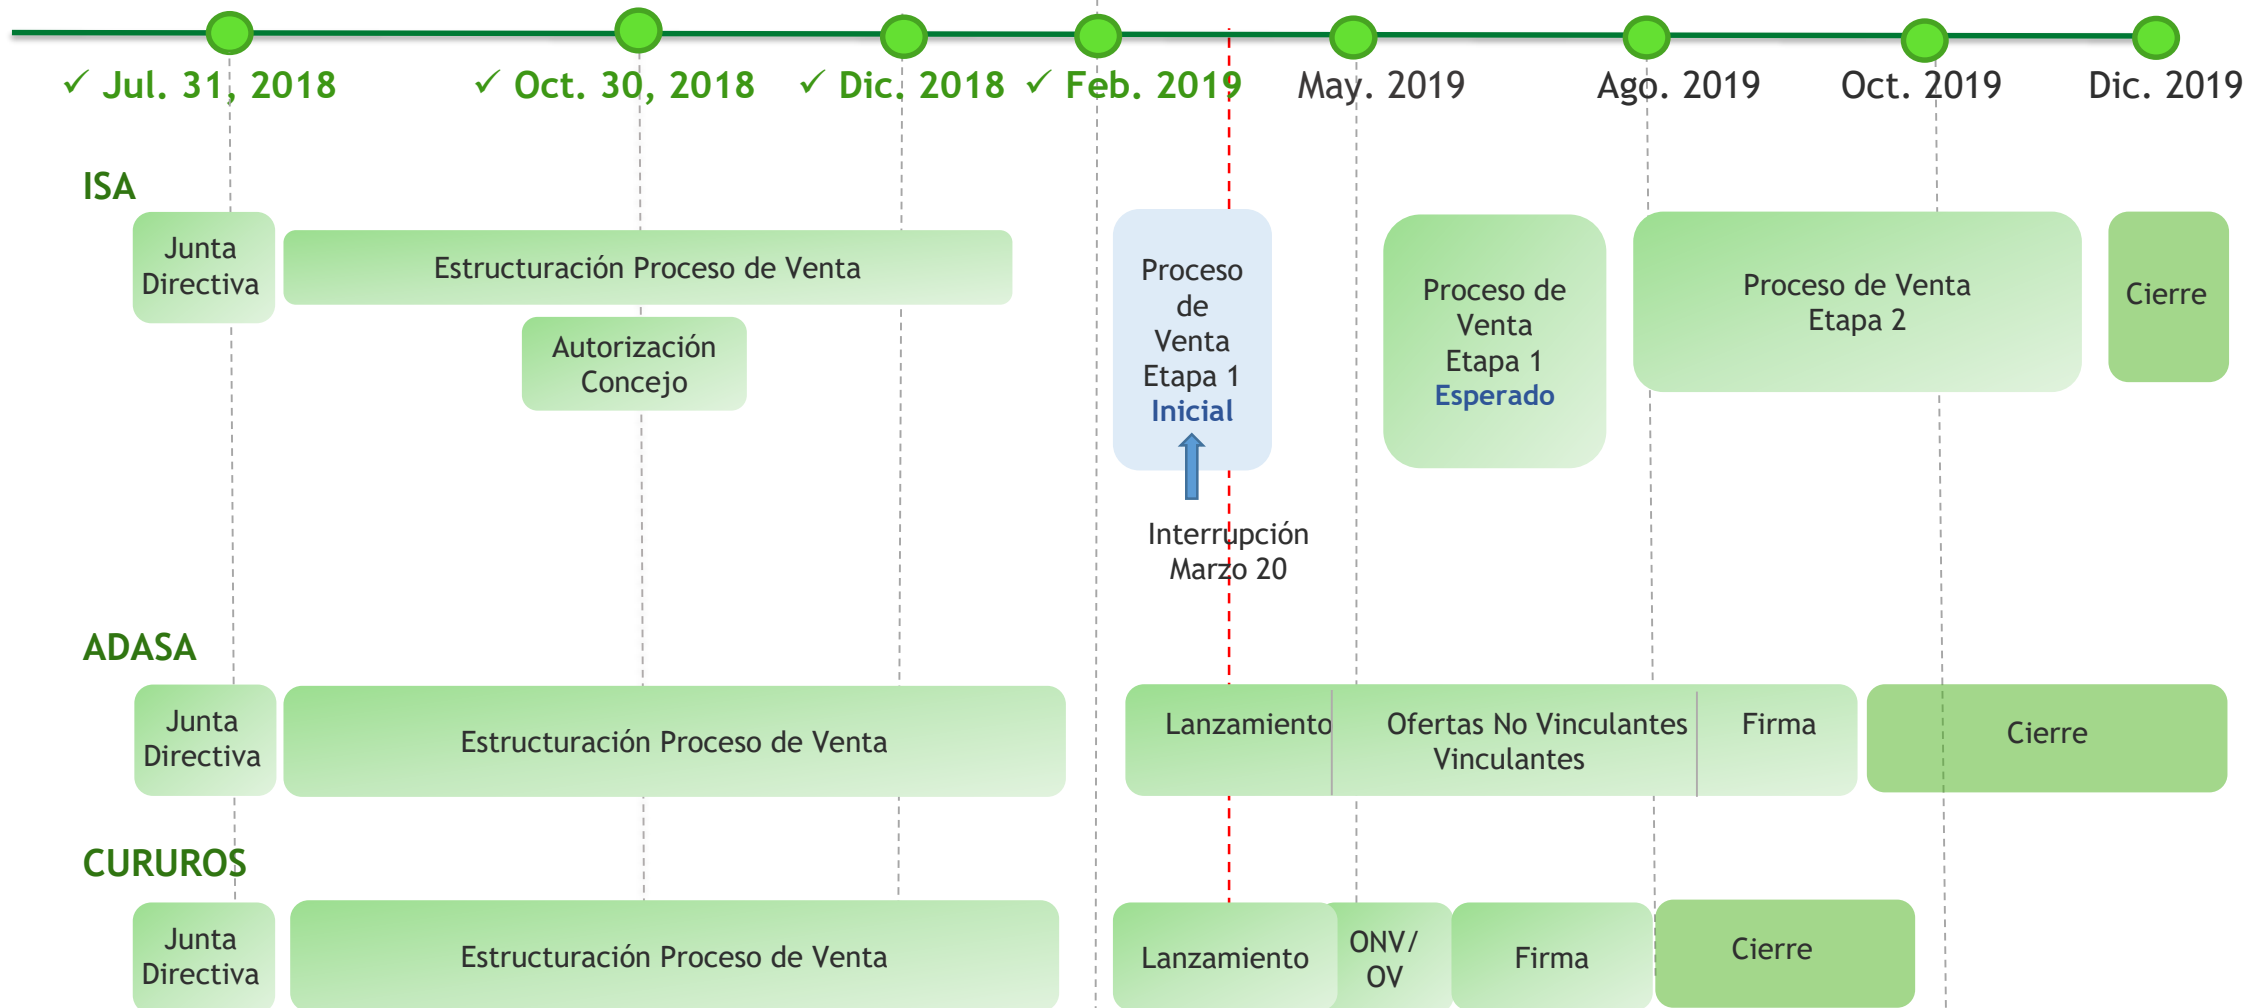 ✓ Jul. 31, 2018 ✓ Oct. 30, 2018 ✓ Dic. 2018 ✓ Feb. 2019 May. 2019 Ago. 2019 Oct. 2019 Dic. 2019
ISA
Junta
Directiva
Estructuración Proceso de Venta
Autorización
Concejo
Proceso
de
Venta
Etapa 1
Inicial
Interrupción
Marzo 20
Proceso de
Venta
Etapa 1
Esperado
Proceso de Venta
Etapa 2
Cierre
ADASA
Junta
Directiva
Estructuración Proceso de Venta
Lanzamiento
Ofertas No Vinculantes
Vinculantes
Firma
Cierre
CURUROS
Junta
Directiva
Estructuración Proceso de Venta
Lanzamiento
ONV/
OV
Firma
Cierre